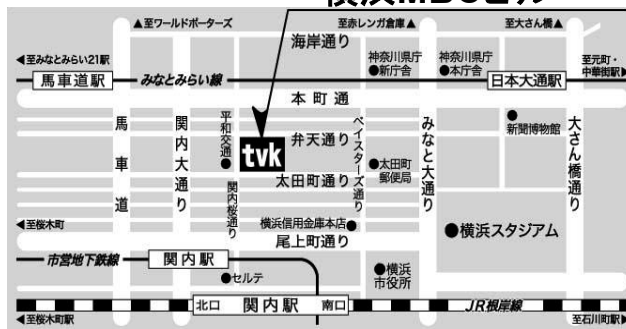 横浜MBSビル
▲至ワールドポーターズ
至赤レンガ倉庫▲
至大さん橋▲
海岸通り
◀至みなとみらい21駅
神奈川県庁
●新庁舎
神奈川県庁
●本庁舎
至元町・
中華街駅▶
馬車道駅
みなとみらい線
日本大通駅
本町通
馬車道
関内大通り
平和交通●
tvk
弁天通り
ベイスターズ通り
みなと大通り
●
新聞博物館
大さん橋通り
●太田町
郵便局
太田町通り
関内桜通り
◀至桜木町
横浜信用金庫本店●
尾上町通り
●横浜スタジアム
市営地下鉄線
関内駅
●セルテ
●横浜
市役所
北口 関内駅 南口
JR根岸線
◀至桜木町駅
至石川町駅▶